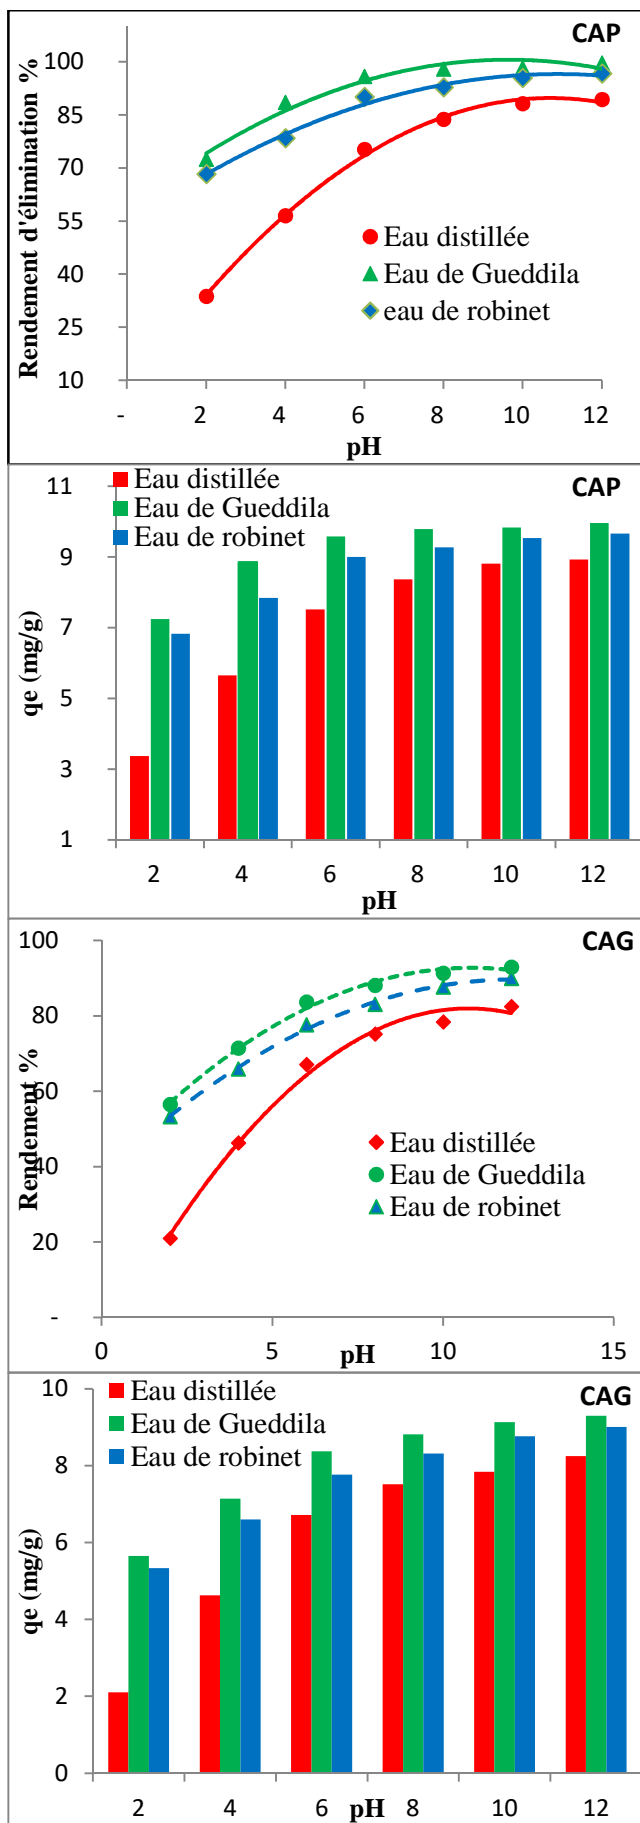 CAP
Rendement d'élimination %
100
85
70
55
40
25
10
Eau distillée
Eau de Gueddila
eau de robinet
- 2 4 6 8 10 12
pH
CAP
Eau distillée
Eau de Gueddila
Eau de robinet
qe (mg/g)
11
9
7
5
3
1
2 4 6 8 10 12
pH
CAG
Rendement %
100
80
60
40
20
-
Eau distillée
Eau de Gueddila
Eau de robinet
0 5 10 15
pH
CAG
Eau distillée
Eau de Gueddila
Eau de robinet
qe (mg/g)
10
8
6
4
2
0
2 4 6 8 10 12
pH